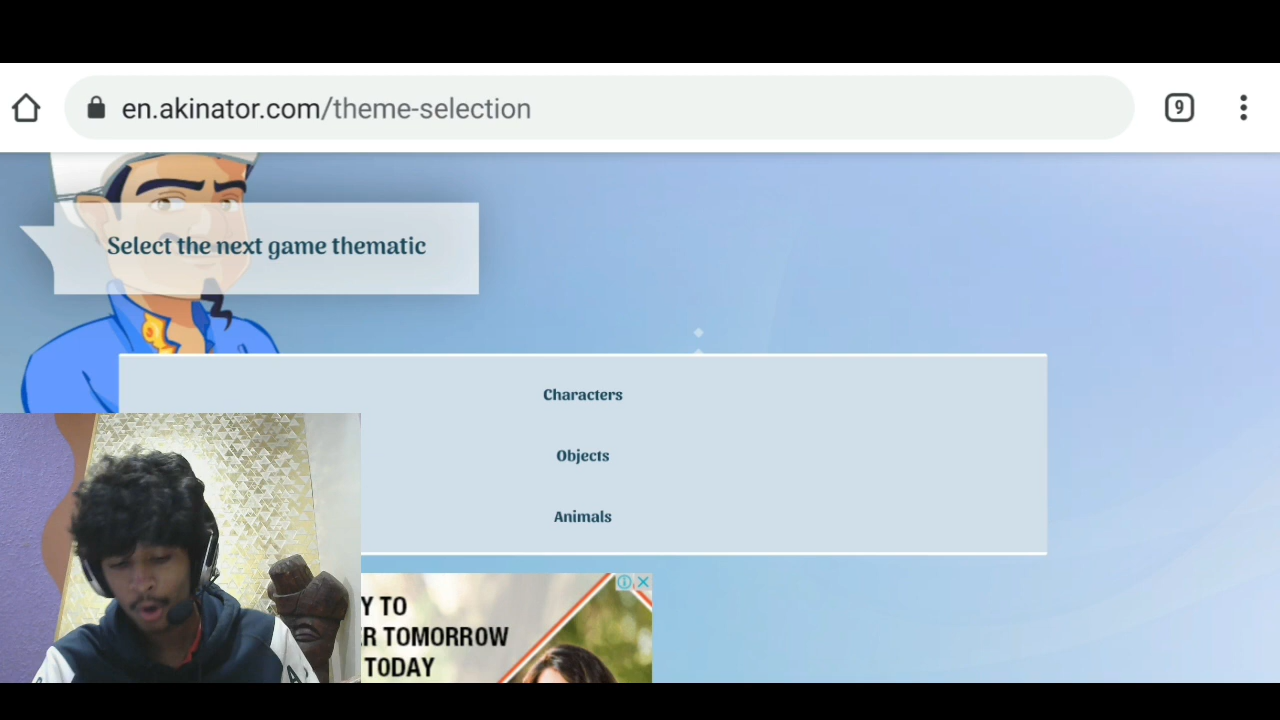 en.akinator.com/theme-selection
9
Select the next game thematic
Characters
Objects
Animals
Y TO
R TOMORROW
TODAY